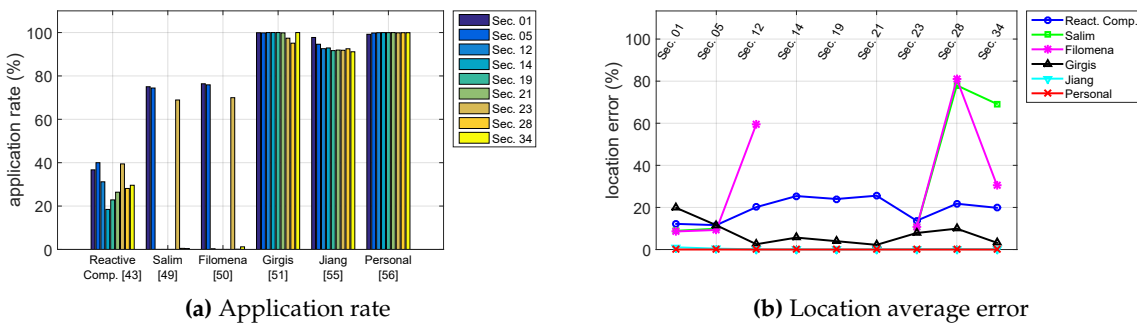 application rate (%)
100
80
60
40
20
0
Reactive
Comp. [43]
Salim
[49]
Filomena
[50]
Girgis
[51]
Jiang
[55]
Personal
[56]
Sec. 01
Sec. 05
Sec. 12
Sec. 14
Sec. 19
Sec. 21
Sec. 23
Sec. 28
Sec. 34
(a) Application rate
location error (%)
100
80
60
40
20
0
Sec. 01
Sec. 05
Sec. 12
Sec. 14
Sec. 19
Sec. 21
Sec. 23
Sec. 28
Sec. 34
React. Comp.
Salim
Filomena
Girgis
Jiang
Personal
(b) Location average error